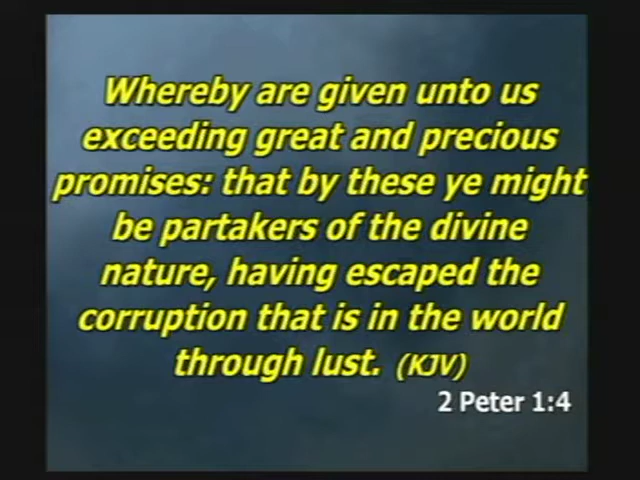 Whereby are given unto us
exceeding great and precious
promises: that by these ye might
be partakers of the divine
nature, having escaped the
corruption that is in the world
through lust. (KJV)
2 Peter 1:4